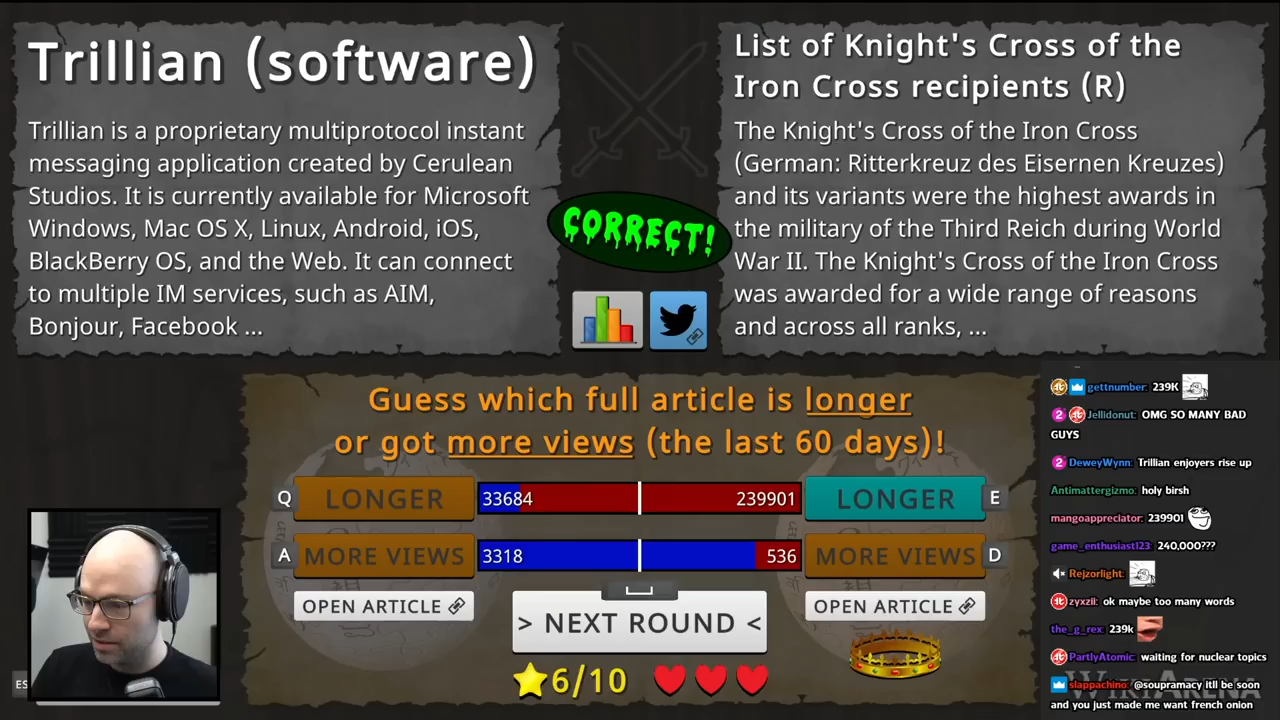 Trillian (software)
Trillian is a proprietary multiprotocol instant
messaging application created by Cerulean
Studios. It is currently available for Microsoft
Windows, Mac OS X, Linux, Android, iOS,
BlackBerry OS, and the Web. It can connect
to multiple IM services, such as AIM,
Bonjour, Facebook ...
CORRECT!
List of Knight's Cross of the
Iron Cross recipients (R)
The Knight's Cross of the Iron Cross
(German: Ritterkreuz des Eisernen Kreuzes)
and its variants were the highest awards in
the military of the Third Reich during World
War II. The Knight's Cross of the Iron Cross
was awarded for a wide range of reasons
and across all ranks, ...
Guess which full article is longer
or got more views (the last 60 days)!
Q LONGER 33684 239901 LONGER E
A MORE VIEWS 3318 536 MORE VIEWS D
OPEN ARTICLE
> NEXT ROUND <
OPEN ARTICLE
6/10
ES
gettnumber: 239K
Jellidonut: OMG SO MANY BAD
GUYS
DeweyWynn: Trillian enjoyers rise up
Antimattergizmo: holy birsh
mangoappreciator: 239901
game_enthusiast123: 240,000???
Rejzorlight:
zyxzii: ok maybe too many words
the_g_rex: 239k
PartlyAtomic: waiting for nuclear topics
slappachino: @soupramacy itll be soon
and you just made me want french onion
WIKIARENA